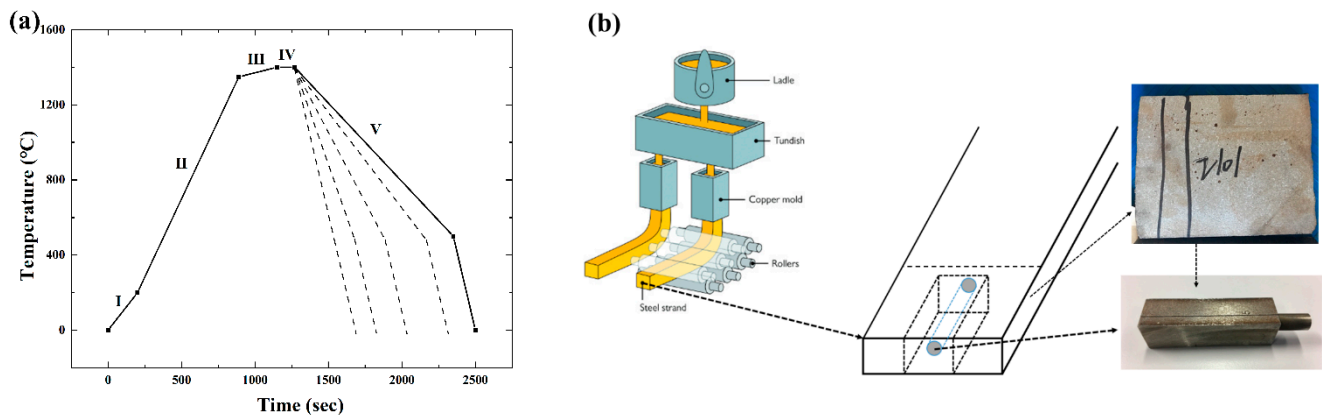 (a)
1600
1200
800
400
0
Temperature (°C)
I
II
III
IV
V
0
500
1000
1500
2000
2500
Time (sec)
(b)
Ladle
Tundish
Copper mold
Rollers
Steel strand